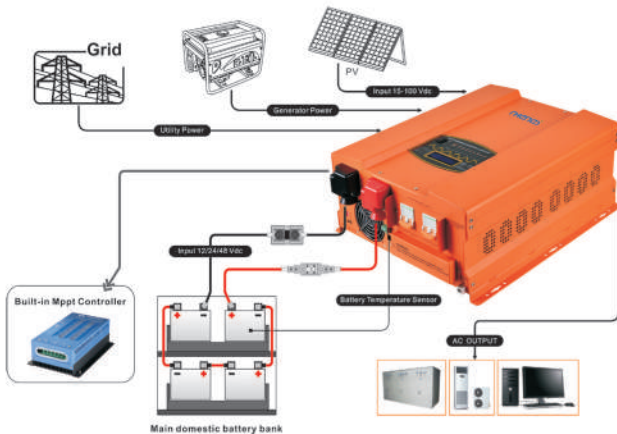 Grid
PV
Input 15-100 Vdc
Generator Power
Utility Power
Input 12/24/48 Vdc
Built-in Mppt Controller
Battery Temperature Sensor
AC OUTPUT
+
-
-
+
-
+
-
+
Main domestic battery bank